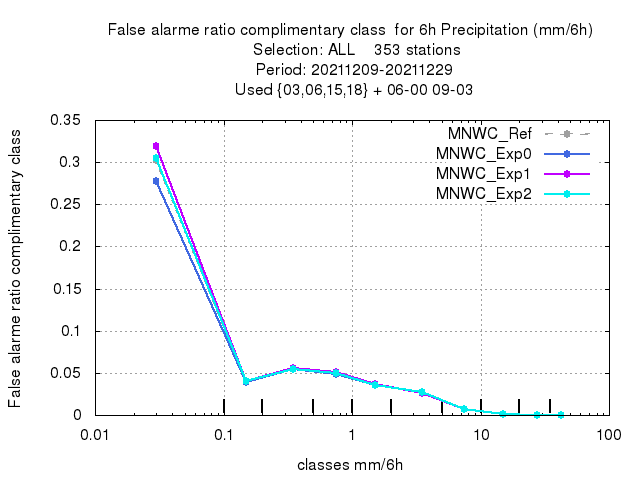 False alarme ratio complimentary class  for 6h Precipitation (mm/6h)
Selection: ALL    353 stations
Period: 20211209-20211229
Used {03,06,15,18} + 06-00 09-03
False alarme ratio complimentary class
0.35
0.3
0.25
0.2
0.15
0.1
0.05
0
MNWC_Ref
MNWC_Exp0
MNWC_Exp1
MNWC_Exp2
0.01 0.1 1 10 100
classes mm/6h